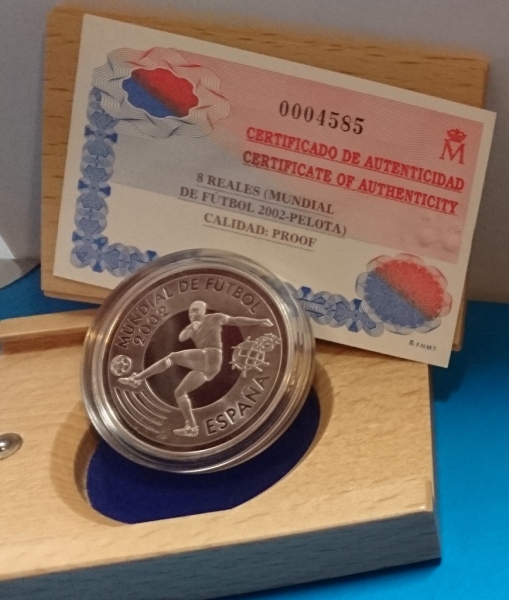 0004585
M
CERTIFICADO DE AUTENTICIDAD
CERTIFICATE OF AUTHENTICITY
8 REALES (MUNDIAL
DE FÚTBOL 2002-PELOTA)
CALIDAD: PROOF
F.N.M.T.
MUNDIAL DE FUTBOL
2002
ESPAÑA